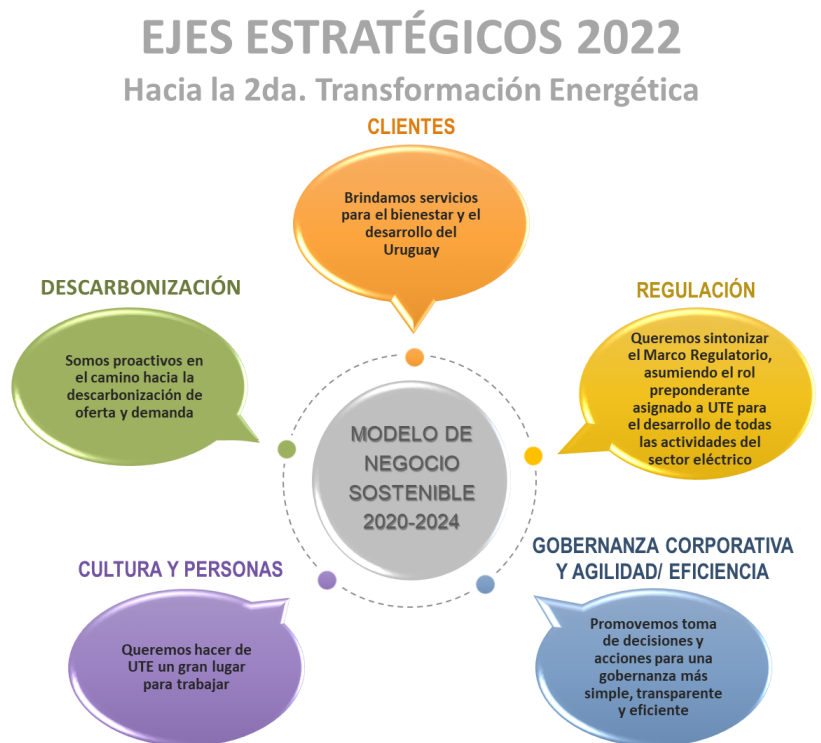 EJES ESTRATÉGICOS 2022
Hacia la 2da. Transformación Energética
CLIENTES
Brindamos servicios
para el bienestar y el
desarrollo del
Uruguay
DESCARBONIZACIÓN
Somos proactivos en
el camino hacia la
descarbonización de
oferta y demanda
REGULACIÓN
Queremos sintonizar
el Marco Regulatorio,
asumiendo el rol
preponderante
asignado a UTE para
el desarrollo de todas
las actividades del
sector eléctrico
MODELO DE
NEGOCIO
SOSTENIBLE
2020-2024
CULTURA Y PERSONAS
Queremos hacer de
UTE un gran lugar
para trabajar
GOBERNANZA CORPORATIVA
Y AGILIDAD/ EFICIENCIA
Promovemos toma
de decisiones y
acciones para una
gobernanza más
simple, transparente
y eficiente